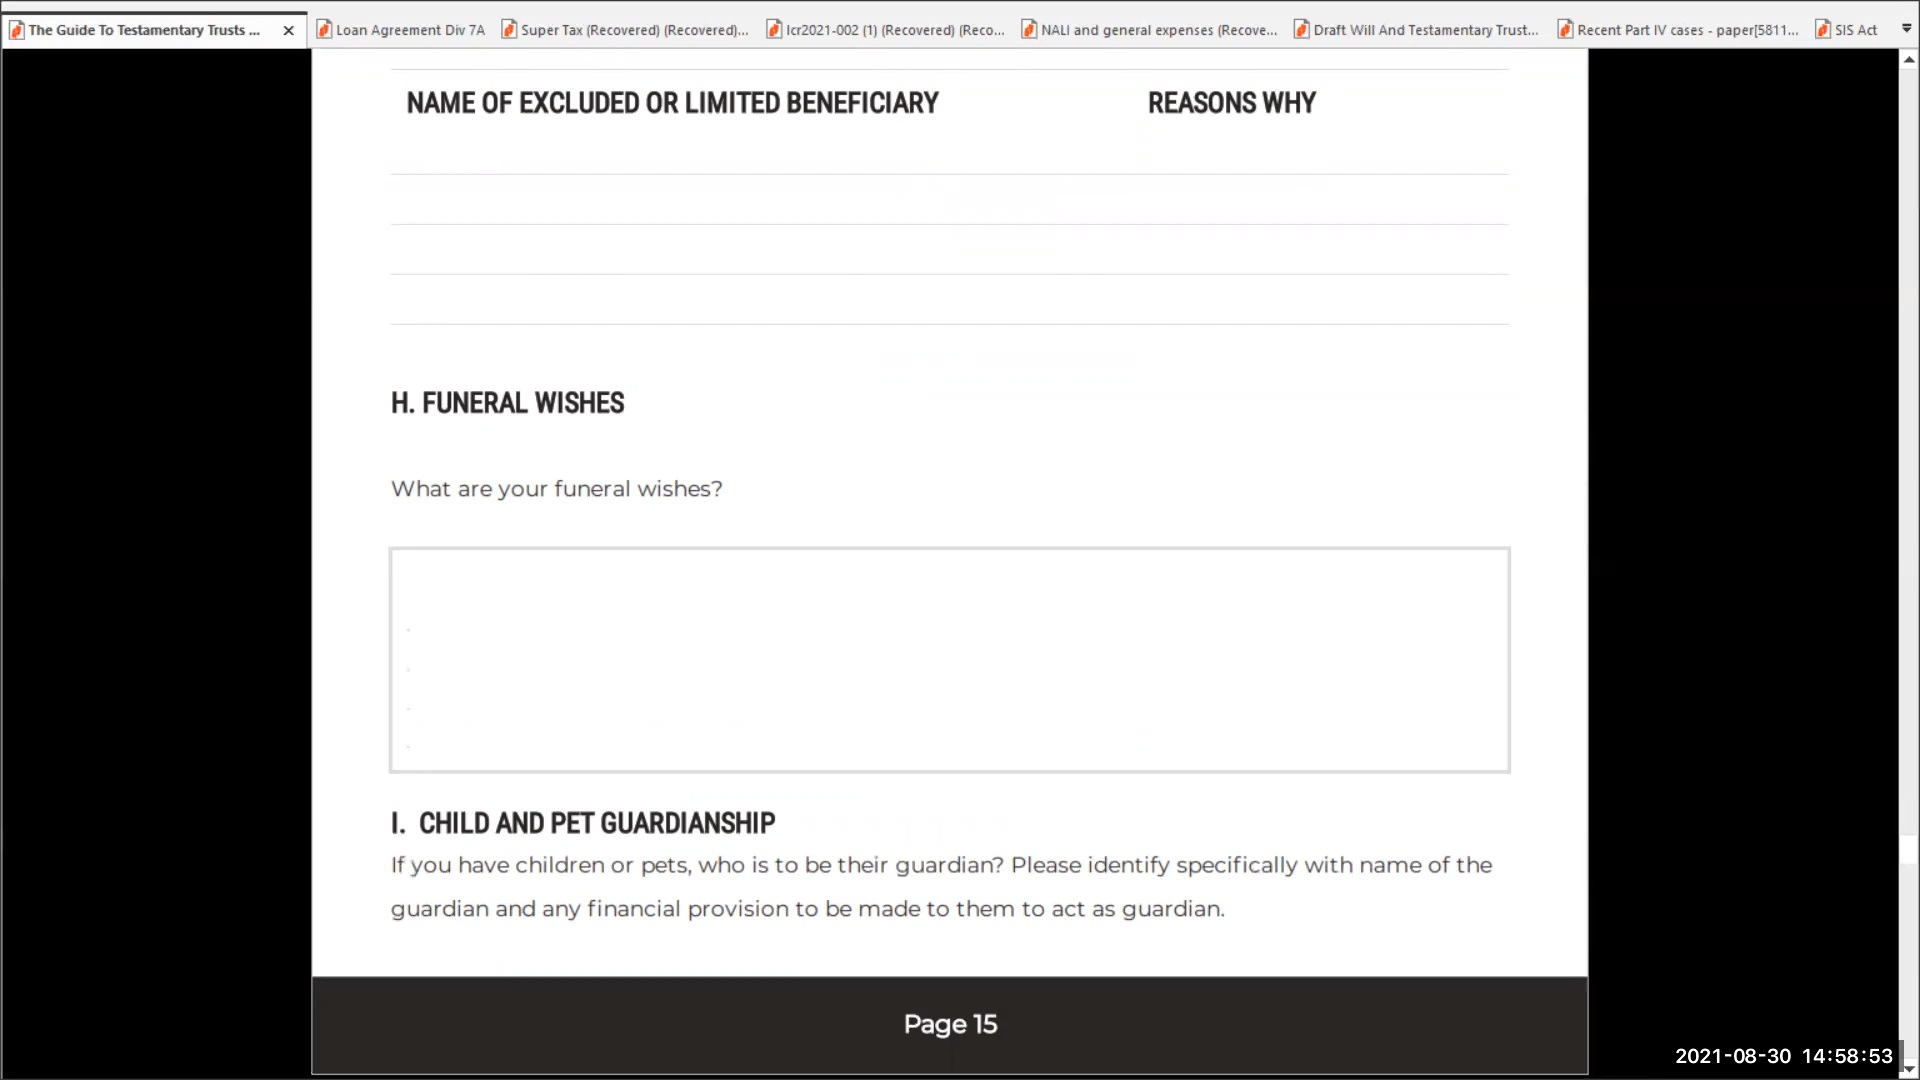 The Guide To Testamentary Trusts ...
Loan Agreement Div 7A
Super Tax (Recovered) (Recovered)...
lcr2021-002 (1) (Recovered) (Reco...
NALI and general expenses (Recove...
Draft Will And Testamentary Trust...
Recent Part IV cases - paper[5811...
SIS Act
NAME OF EXCLUDED OR LIMITED BENEFICIARY
REASONS WHY
H. FUNERAL WISHES
What are your funeral wishes?
I. CHILD AND PET GUARDIANSHIP
If you have children or pets, who is to be their guardian? Please identify specifically with name of the
guardian and any financial provision to be made to them to act as guardian.
Page 15
2021-08-30 14:58:53